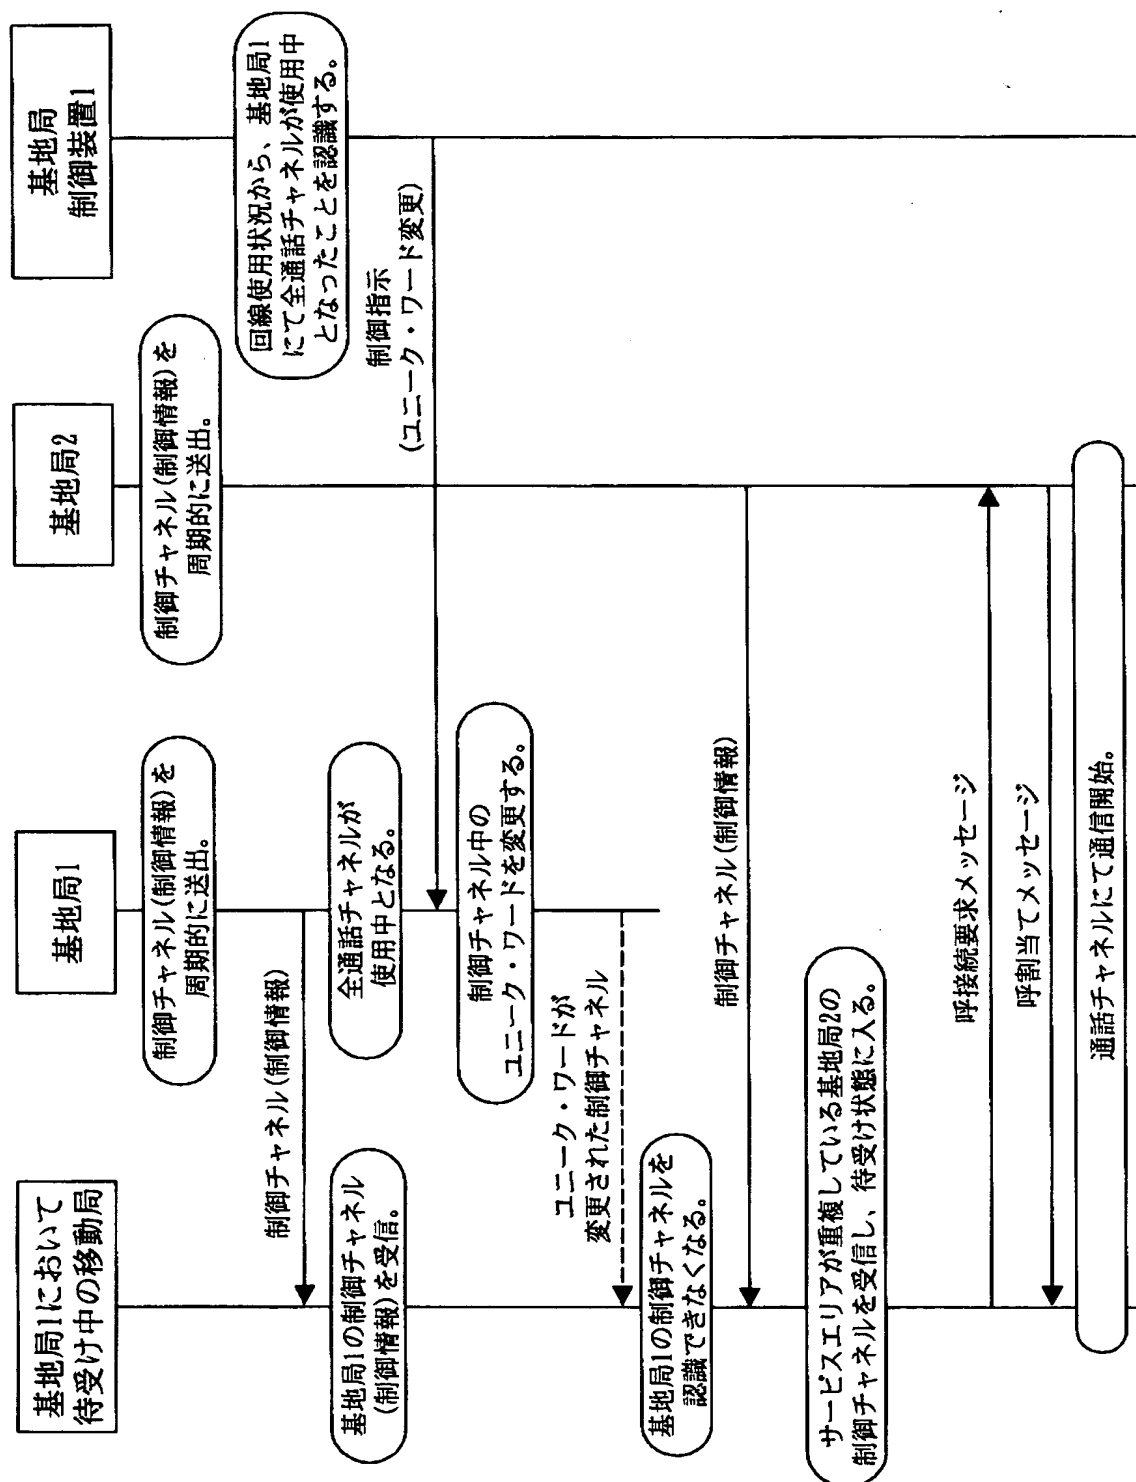 基地局1において
待受け中の移動局
基地局1
基地局2
基地局
制御装置1
制御チャネル(制御情報)を
周期的に送出。
制御チャネル(制御情報)を
周期的に送出。
回線使用状況から、基地局1
にて全通話チャネルが使用中
となったことを認識する。
制御チャネル(制御情報)
基地局1の制御チャネル
(制御情報)を受信。
全通話チャネルが
使用中となる。
制御指示
(ユニーク・ワード変更)
制御チャネル中の
ユニーク・ワードを変更する。
ユニーク・ワードが
変更された制御チャネル
基地局1の制御チャネルを
認識できなくなる。
制御チャネル(制御情報)
サービスエリアが重複している基地局2の
制御チャネルを受信し、待受け状態に入る。
呼接続要求メッセージ
呼割当てメッセージ
通話チャネルにて通信開始。